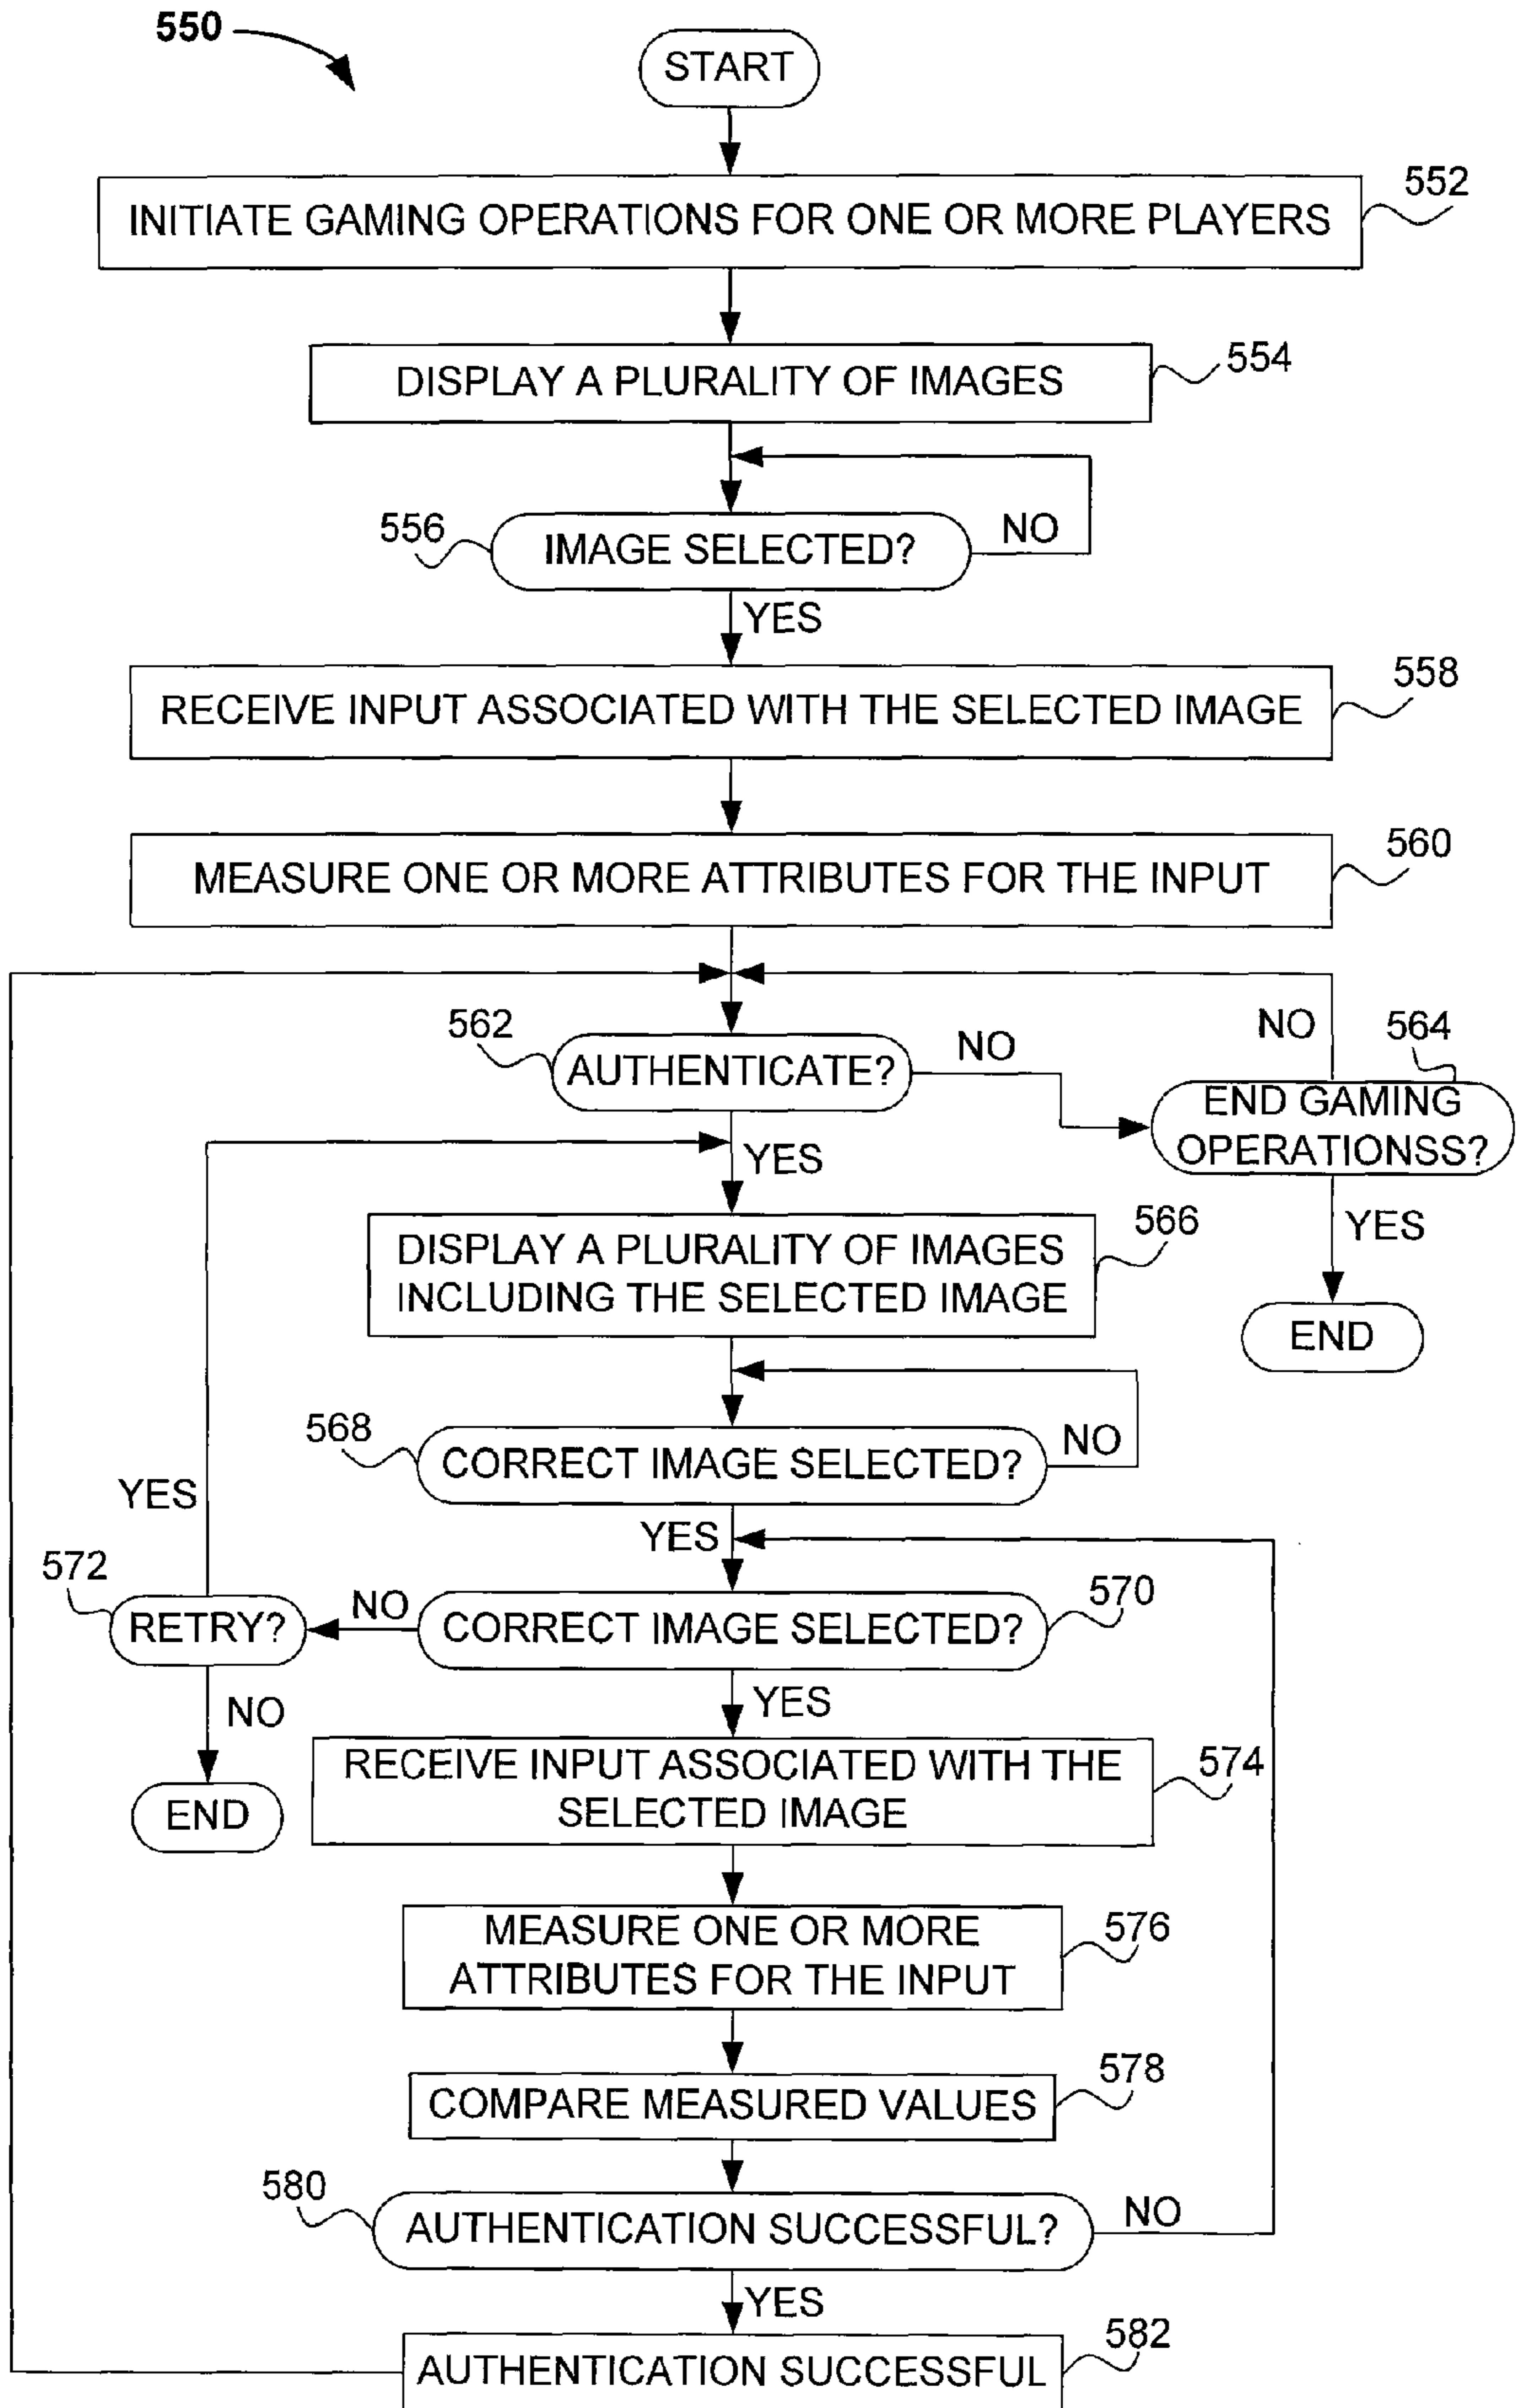 550
START
552
INITIATE GAMING OPERATIONS FOR ONE OR MORE PLAYERS
554
DISPLAY A PLURALITY OF IMAGES
556
IMAGE SELECTED?
NO
YES
558
RECEIVE INPUT ASSOCIATED WITH THE SELECTED IMAGE
560
MEASURE ONE OR MORE ATTRIBUTES FOR THE INPUT
562
AUTHENTICATE?
NO
NO
564
END GAMING
OPERATIONSS?
YES
YES
END
566
DISPLAY A PLURALITY OF IMAGES
INCLUDING THE SELECTED IMAGE
568
CORRECT IMAGE SELECTED?
NO
YES
YES
572
RETRY?
NO
570
CORRECT IMAGE SELECTED?
YES
NO
END
574
RECEIVE INPUT ASSOCIATED WITH THE
SELECTED IMAGE
576
MEASURE ONE OR MORE
ATTRIBUTES FOR THE INPUT
578
COMPARE MEASURED VALUES
580
AUTHENTICATION SUCCESSFUL?
NO
YES
582
AUTHENTICATION SUCCESSFUL